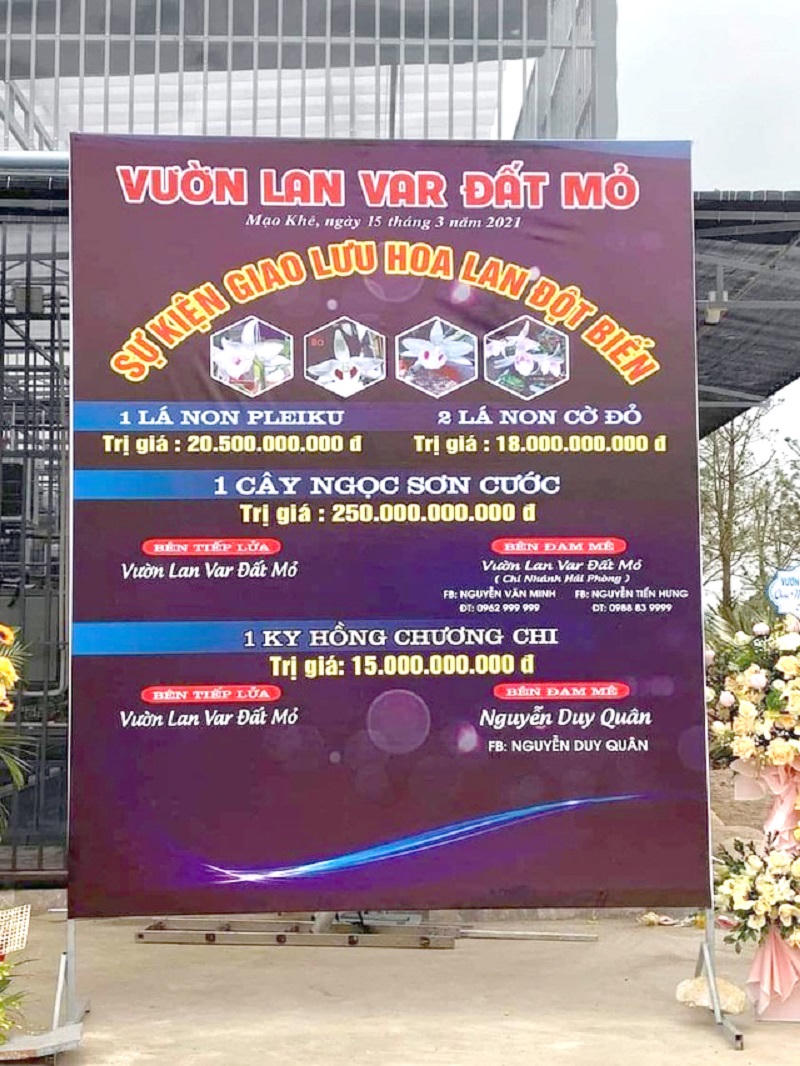 VƯỜN LAN VAR ĐẤT MỎ
Mạo Khê, ngày 15 tháng 3 năm 2021
SỰ KIỆN GIAO LƯU HOA LAN ĐỘT BIẾN
1 LÁ NON PLEIKU
Trị giá : 20.500.000.000 đ
2 LÁ NON CỜ ĐỎ
Trị giá : 18.000.000.000 đ
1 CÂY NGỌC SƠN CƯỚC
Trị giá : 250.000.000.000 đ
BÊN TIẾP LỬA
Vườn Lan Var Đất Mỏ
BÊN ĐAM MÊ
Vườn Lan Var Đất Mỏ
( Chi Nhánh Hải Phòng )
FB: NGUYỄN VĂN MINH
ĐT: 0962 999 999
FB: NGUYỄN TIẾN HƯNG
ĐT: 0988 83 9999
1 KY HỒNG CHƯƠNG CHI
Trị giá: 15.000.000.000 đ
BÊN TIẾP LỬA
Vườn Lan Var Đất Mỏ
BÊN ĐAM MÊ
Nguyễn Duy Quân
FB: NGUYỄN DUY QUÂN
VƯỜN